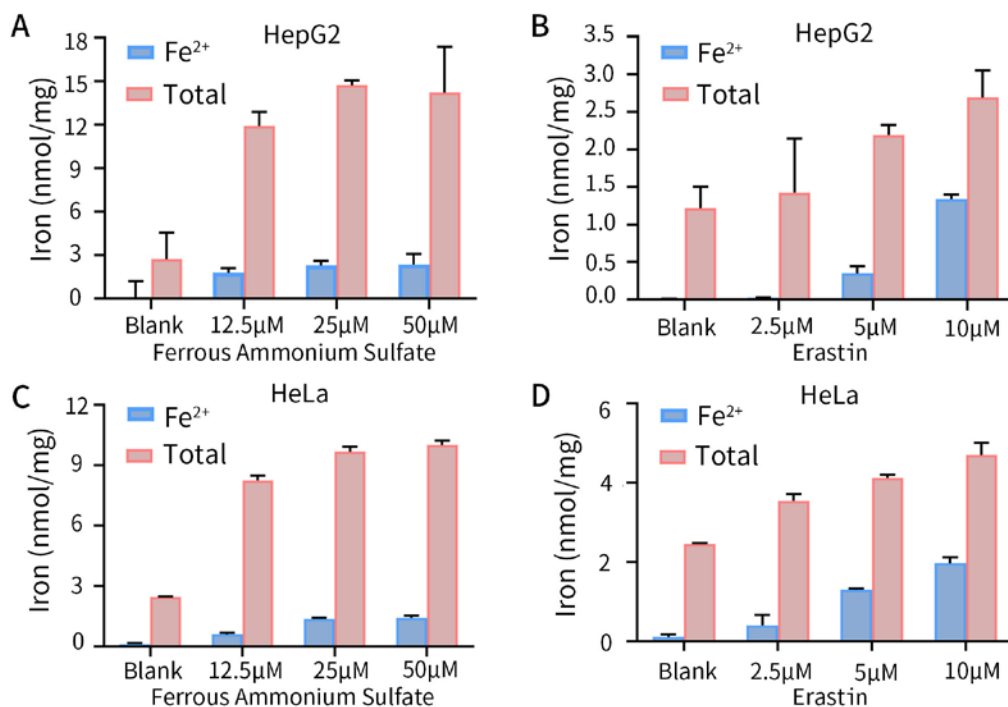 A
HepG2
Fe²⁺
Total
Iron (nmol/mg)
18
15
12
9
6
3
0
Blank 12.5μM 25μM 50μM
Ferrous Ammonium Sulfate
B
HepG2
Fe²⁺
Total
Iron (nmol/mg)
3.5
3.0
2.5
2.0
1.5
1.0
0.5
0.0
Blank 2.5μM 5μM 10μM
Erastin
C
HeLa
Fe²⁺
Total
Iron (nmol/mg)
12
9
6
3
0
Blank 12.5μM 25μM 50μM
Ferrous Ammonium Sulfate
D
HeLa
Fe²⁺
Total
Iron (nmol/mg)
6
4
2
0
Blank 2.5μM 5μM 10μM
Erastin